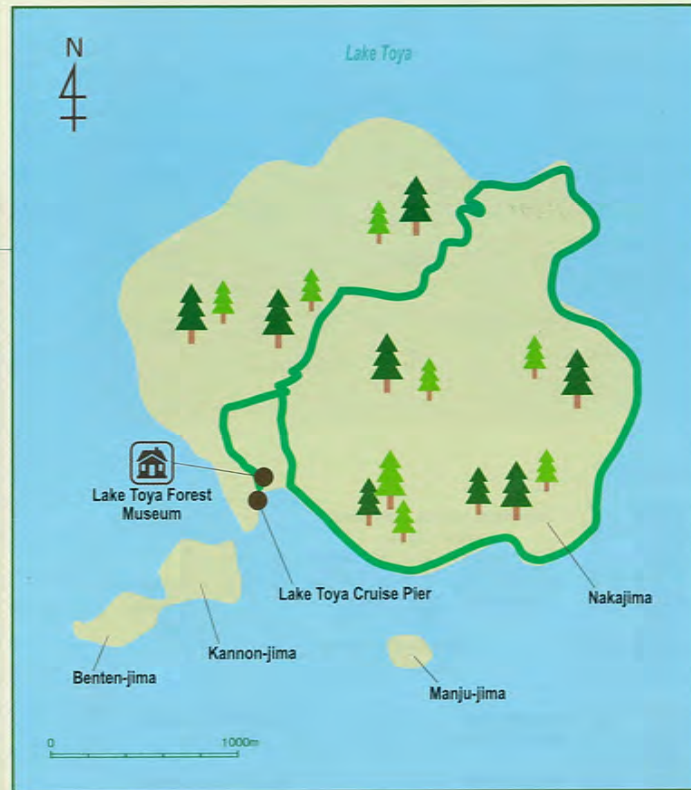 N
Lake Toya
Lake Toya Forest
Museum
Lake Toya Cruise Pier
Nakajima
Kannon-jima
Benten-jima
Manju-jima
0
1000m